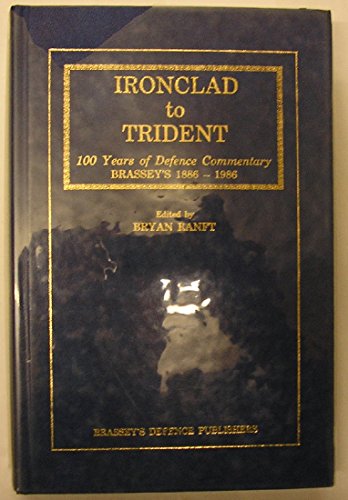 IRONCLAD
to
TRIDENT
100 Years of Defence Commentary
BRASSEY'S 1886 – 1986
Edited by
BRYAN RANFT
BRASSEY'S DEFENCE PUBLISHERS